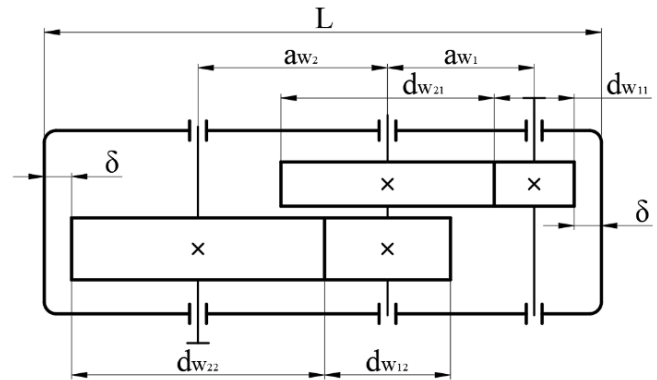 L
aw₂ aw₁
dw₂₁ dw₁₁
δ
δ
dw₂₂ dw₁₂